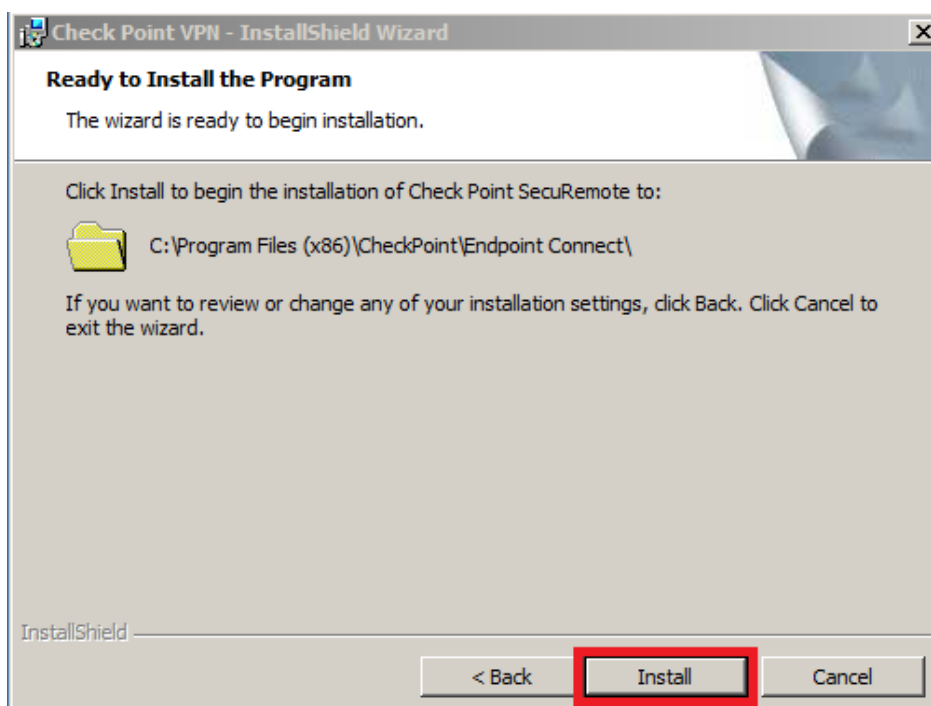 Check Point VPN - InstallShield Wizard
Ready to Install the Program
The wizard is ready to begin installation.
Click Install to begin the installation of Check Point SecuRemote to:
C:\Program Files (x86)\CheckPoint\Endpoint Connect\
If you want to review or change any of your installation settings, click Back. Click Cancel to
exit the wizard.
InstallShield
< Back
Install
Cancel